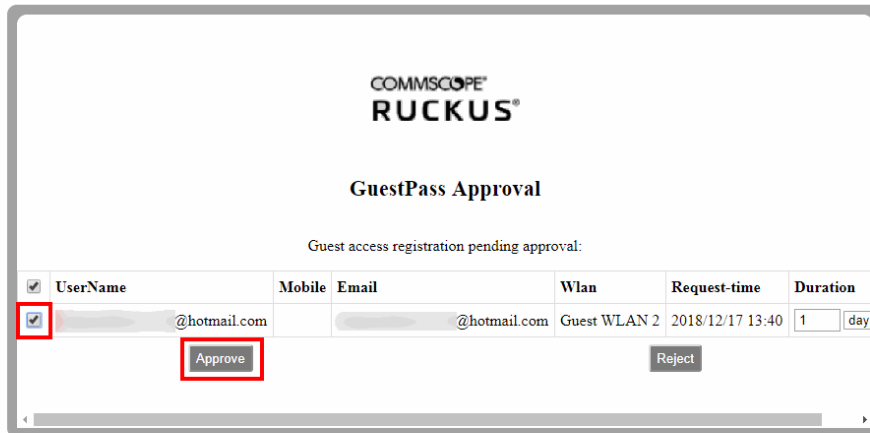 COMMSCOPE®
RUCKUS®
GuestPass Approval
Guest access registration pending approval:
UserName Mobile Email Wlan Request-time Duration
@hotmail.com @hotmail.com Guest WLAN 2 2018/12/17 13:40 1 day
Approve Reject